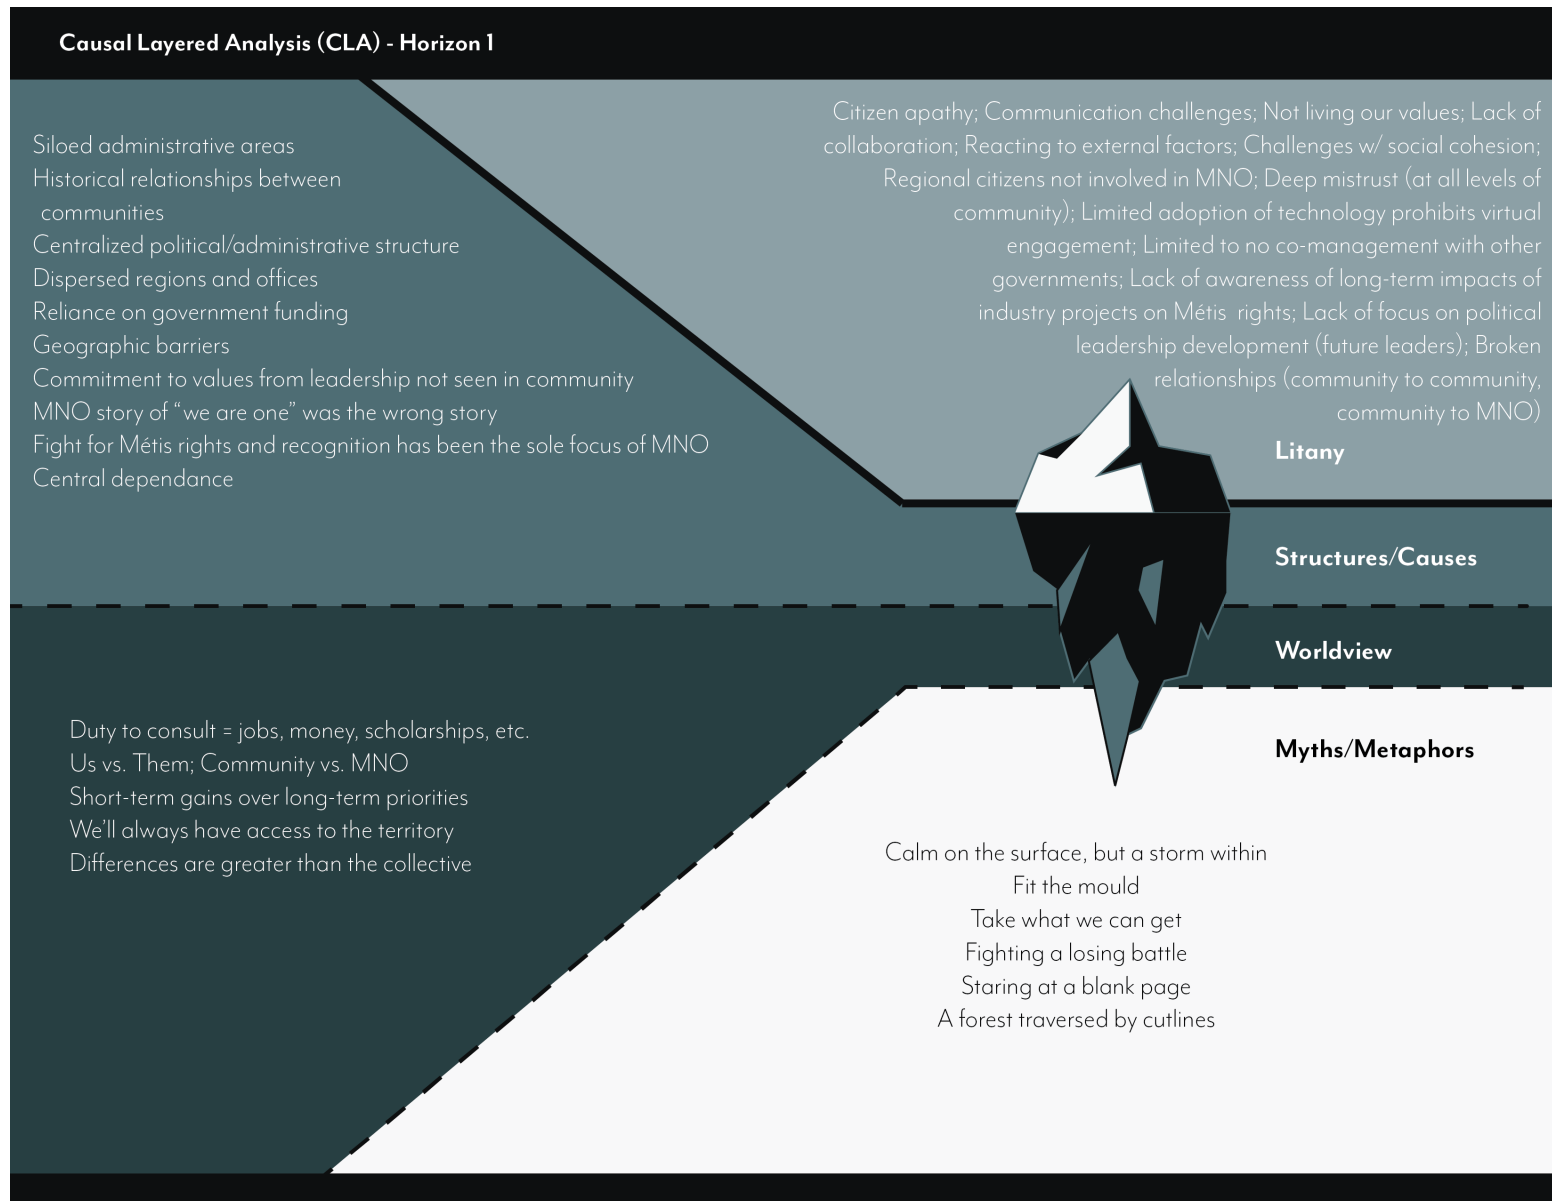 Causal Layered Analysis (CLA) - Horizon 1
Citizen apathy; Communication challenges; Not living our values; Lack of
collaboration; Reacting to external factors; Challenges w/ social cohesion;
Regional citizens not involved in MNO; Deep mistrust (at all levels of
community); Limited adoption of technology prohibits virtual
engagement; Limited to no co-management with other
governments; Lack of awareness of long-term impacts of
industry projects on Métis rights; Lack of focus on political
leadership development (future leaders); Broken
relationships (community to community,
community to MNO)
Litany
Siloed administrative areas
Historical relationships between
communities
Centralized political/administrative structure
Dispersed regions and offices
Reliance on government funding
Geographic barriers
Commitment to values from leadership not seen in community
MNO story of “we are one” was the wrong story
Fight for Métis rights and recognition has been the sole focus of MNO
Central dependance
Structures/Causes
Worldview
Duty to consult = jobs, money, scholarships, etc.
Us vs. Them; Community vs. MNO
Short-term gains over long-term priorities
We’ll always have access to the territory
Differences are greater than the collective
Myths/Metaphors
Calm on the surface, but a storm within
Fit the mould
Take what we can get
Fighting a losing battle
Staring at a blank page
A forest traversed by cutlines